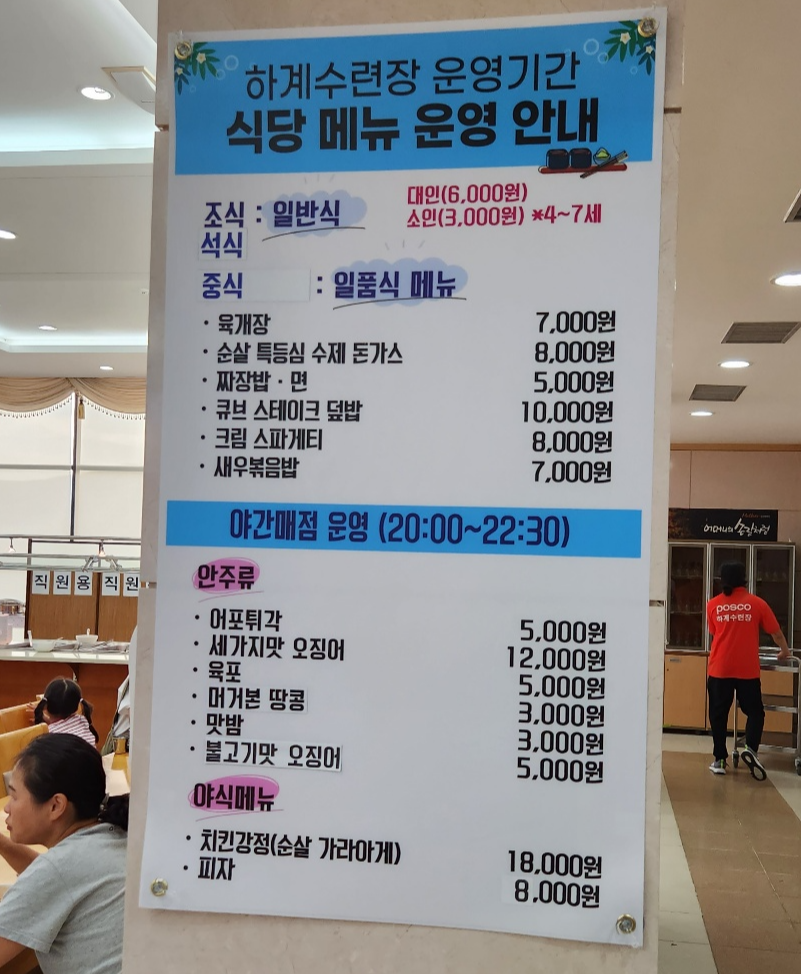 하계수련장 운영기간
식당 메뉴 운영 안내
조식 : 일반식
석식
대인(6,000원)
소인(3,000원) *4~7세
중식 : 일품식 메뉴
· 육개장 7,000원
· 순살 특등심 수제 돈가스 8,000원
· 짜장밥 · 면 5,000원
· 큐브 스테이크 덮밥 10,000원
· 크림 스파게티 8,000원
· 새우볶음밥 7,000원
야간매점 운영 (20:00~22:30)
안주류
· 어포튀각 5,000원
· 세가지맛 오징어 12,000원
· 육포 5,000원
· 머거본 땅콩 3,000원
· 맛밤 3,000원
· 불고기맛 오징어 5,000원
야식메뉴
· 치킨강정(순살 가라아게) 18,000원
· 피자 8,000원
직원용 직원
어머니의 손길처럼
posco
하계수련장